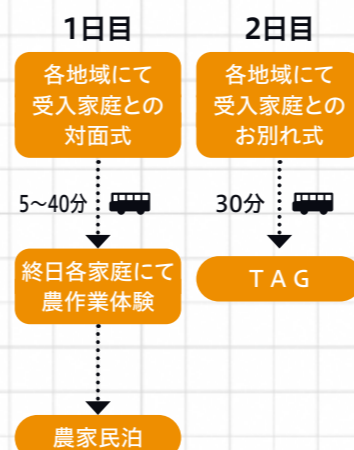 1日目
各地域にて
受入家庭との
対面式
5～40分
終日各家庭にて
農作業体験
農家民泊
2日目
各地域にて
受入家庭との
お別れ式
30分
TAG